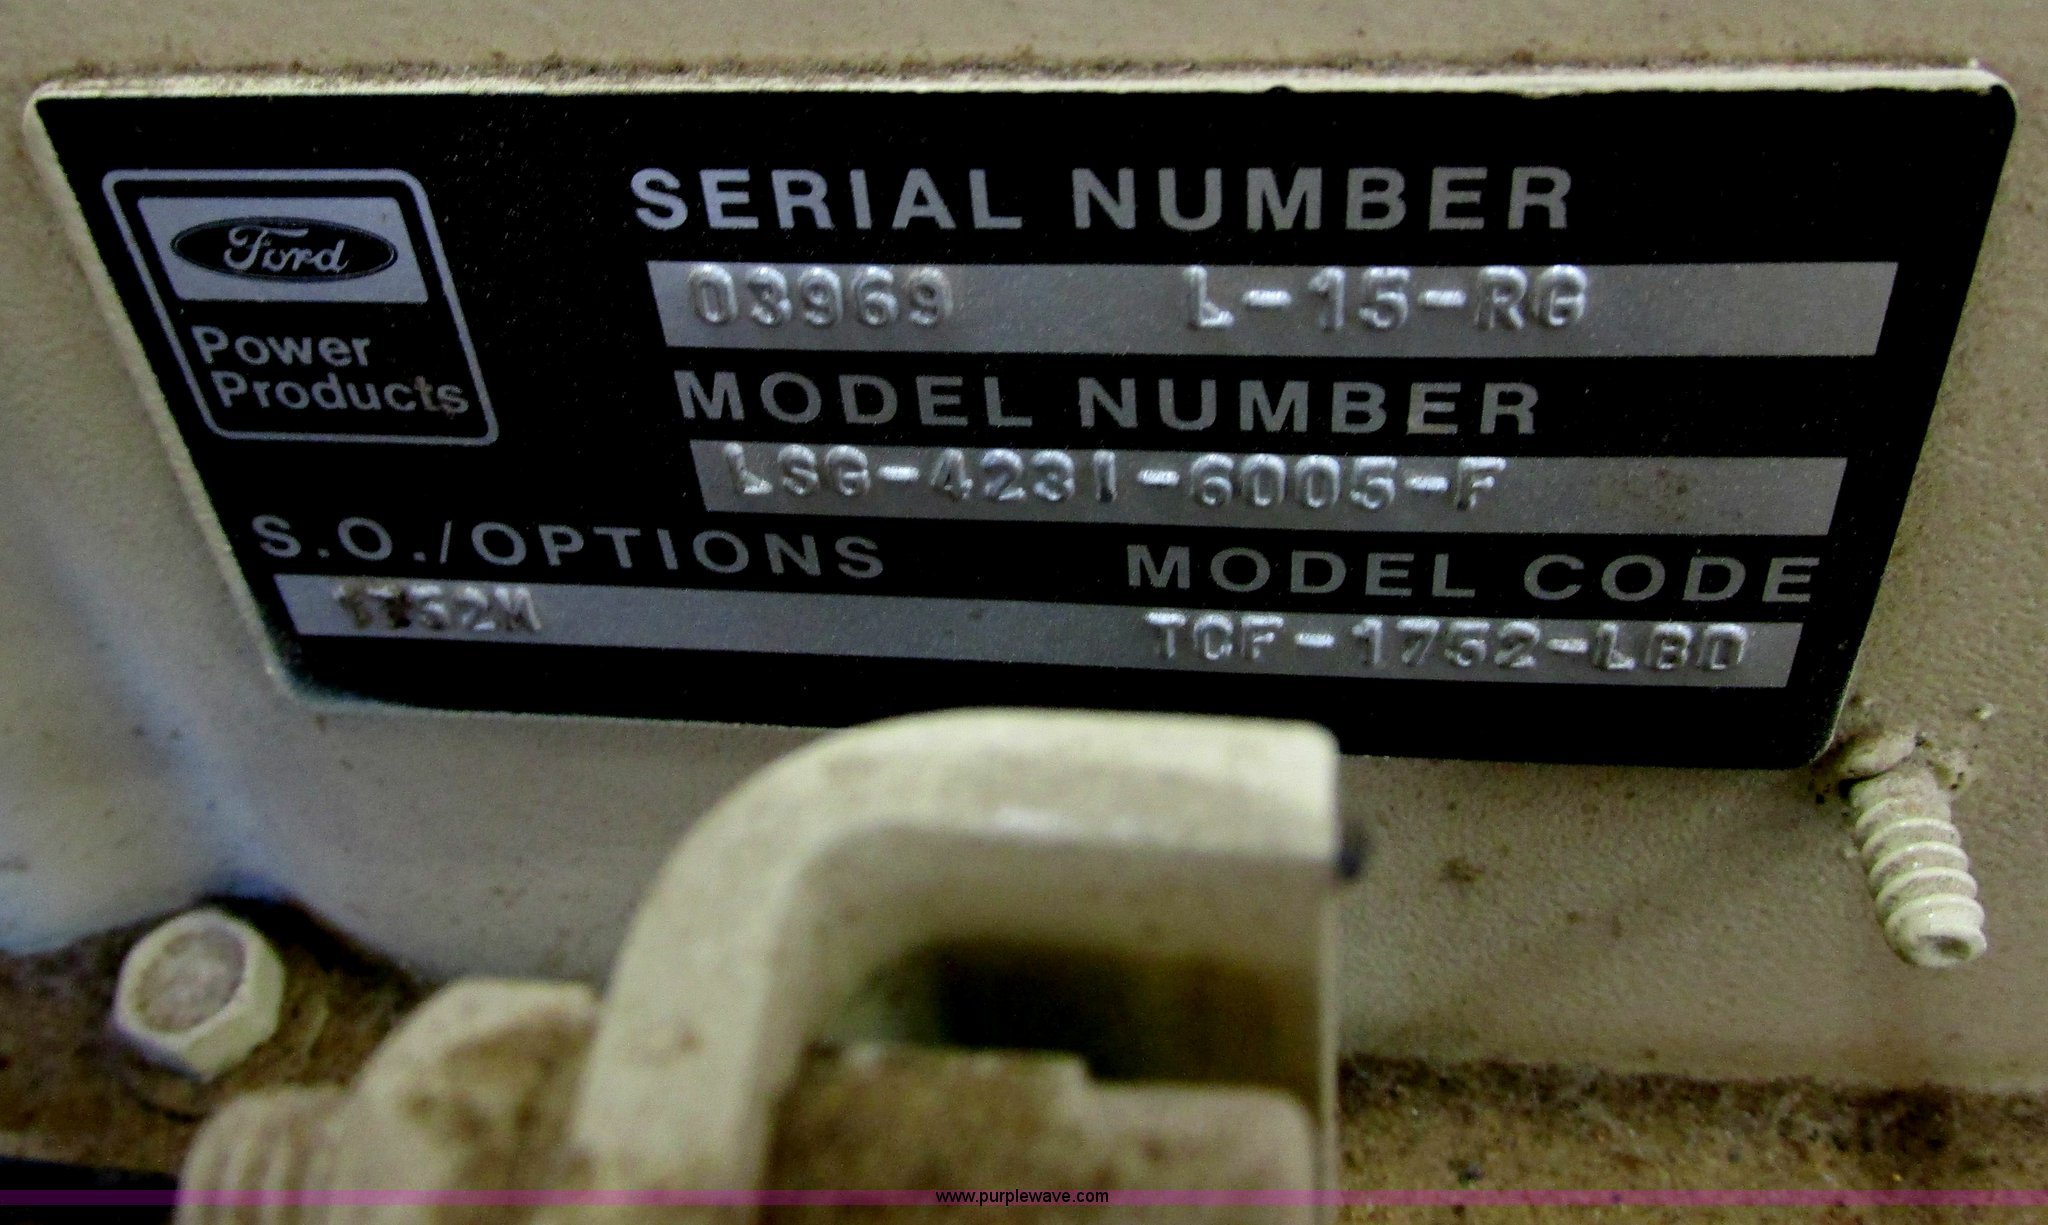 Ford
Power
Products
SERIAL NUMBER
03969 L-15-RG
MODEL NUMBER
LSG-4231-6005-F
S.O./OPTIONS MODEL CODE
TCF-1752-LBD
www.purplewave.com